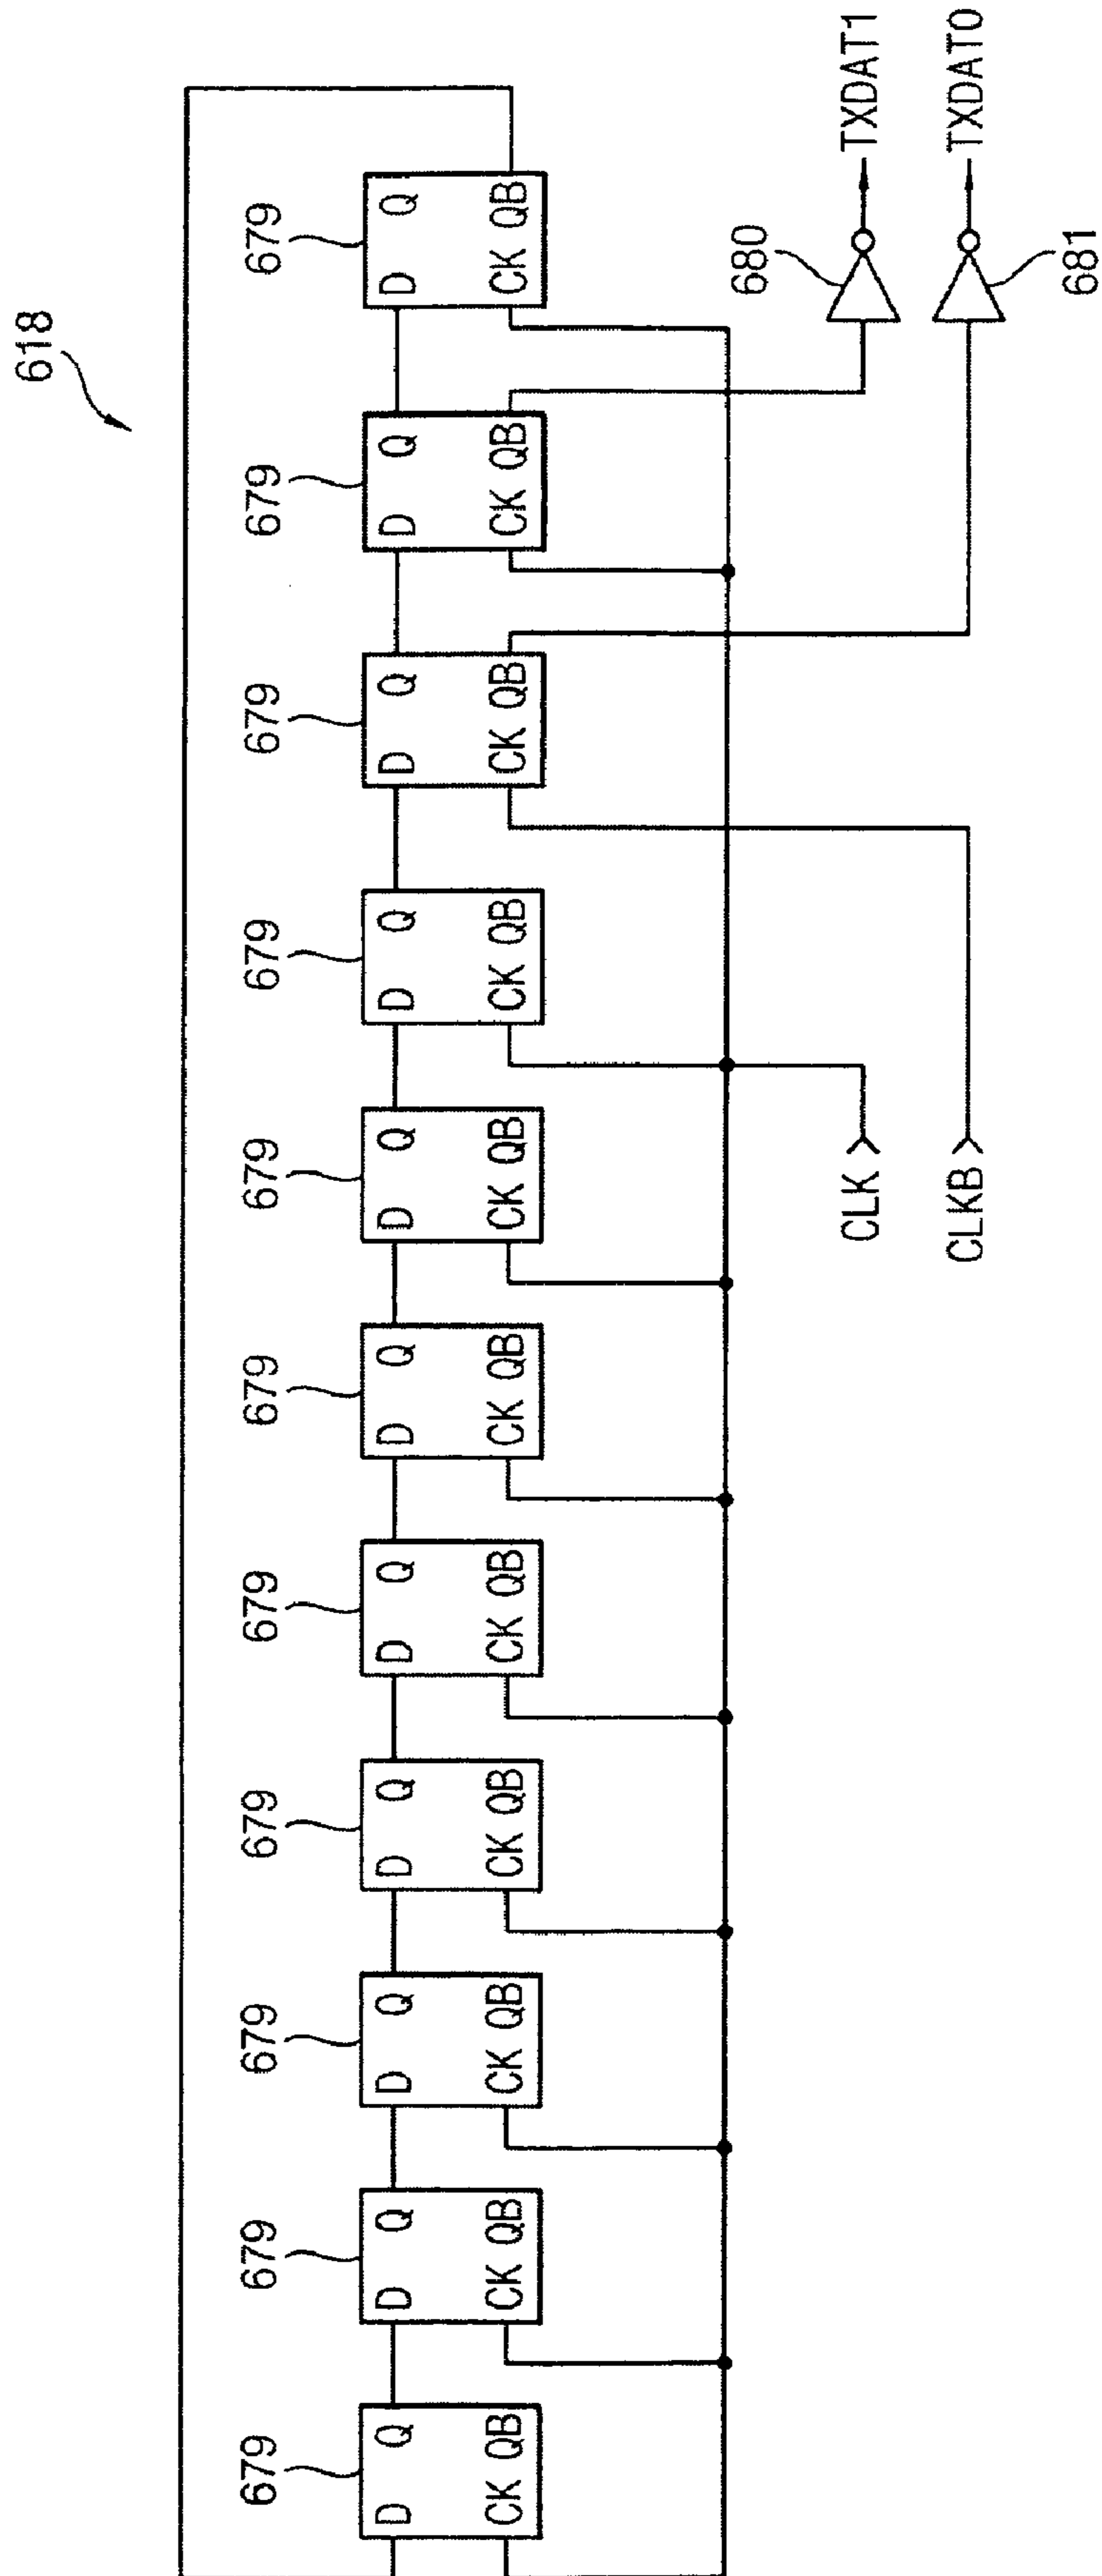 618
679 679 679 679 679 679 679 679 679 679 679
D Q D Q D Q D Q D Q D Q D Q D Q D Q D Q D Q
CK QB CK QB CK QB CK QB CK QB CK QB CK QB CK QB CK QB CK QB CK QB
680
CLK TXDAT1
CLKB TXDAT0
681